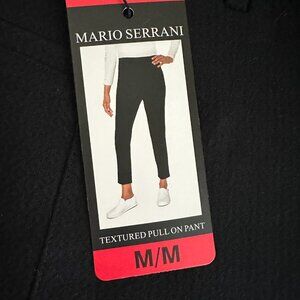 MARIO SERRANI
TEXTURED PULL ON PANT
M/M